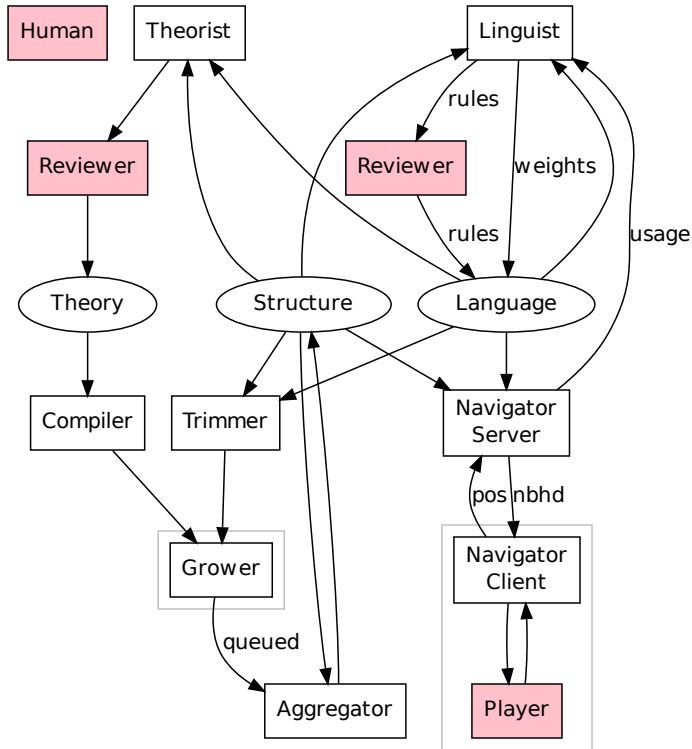 Human
Theorist
Linguist
rules
Reviewer
Reviewer
weights
rules
usage
Theory
Structure
Language
Compiler
Trimmer
Navigator
Server
pos
nbhd
Grower
Navigator
Client
queued
Aggregator
Player